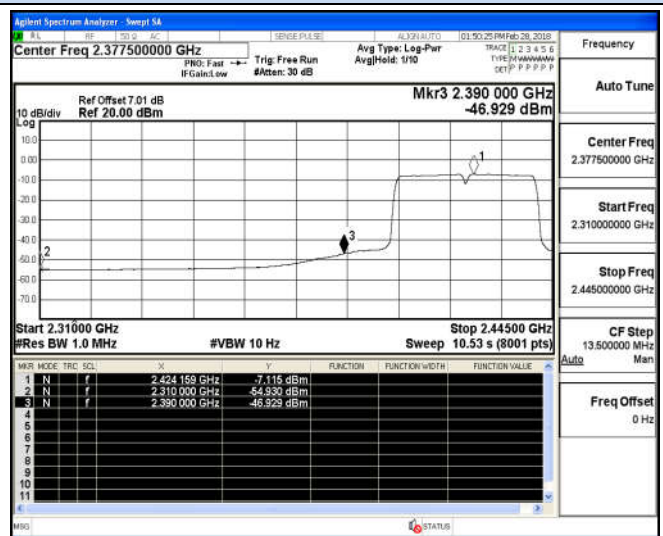 Agilent Spectrum Analyzer - Swept SA
RL RF 50 Ω AC SENSE:PULSE ALIGN AUTO 01:50:25 PM Feb 28, 2018
Center Freq 2.377500000 GHz
PNO: Fast
IFGain:Low
Trig: Free Run
#Atten: 30 dB
Avg Type: Log-Pwr
Avg|Hold: 1/10
TRACE 1 2 3 4 5 6
TYPE
DET P P P P P P
Frequency
Auto Tune
Center Freq
2.377500000 GHz
Start Freq
2.310000000 GHz
Stop Freq
2.445000000 GHz
CF Step
13.500000 MHz
Auto Man
Freq Offset
0 Hz
Mkr3 2.390 000 GHz
-46.929 dBm
Ref Offset 7.01 dB
Ref 20.00 dBm
10 dB/div
Log
10.0
0.00
-10.0
-20.0
-30.0
-40.0
-50.0
-60.0
-70.0
1
2
3
Start 2.31000 GHz Stop 2.44500 GHz
#Res BW 1.0 MHz #VBW 10 Hz Sweep 10.53 s (8001 pts)
MKR MODE TRC SCL X Y FUNCTION FUNCTION WIDTH FUNCTION VALUE
1 N f 2.424 159 GHz -7.115 dBm
2 N f 2.310 000 GHz -54.930 dBm
3 N f 2.390 000 GHz -46.929 dBm
4
5
6
7
8
9
10
11
MSG STATUS